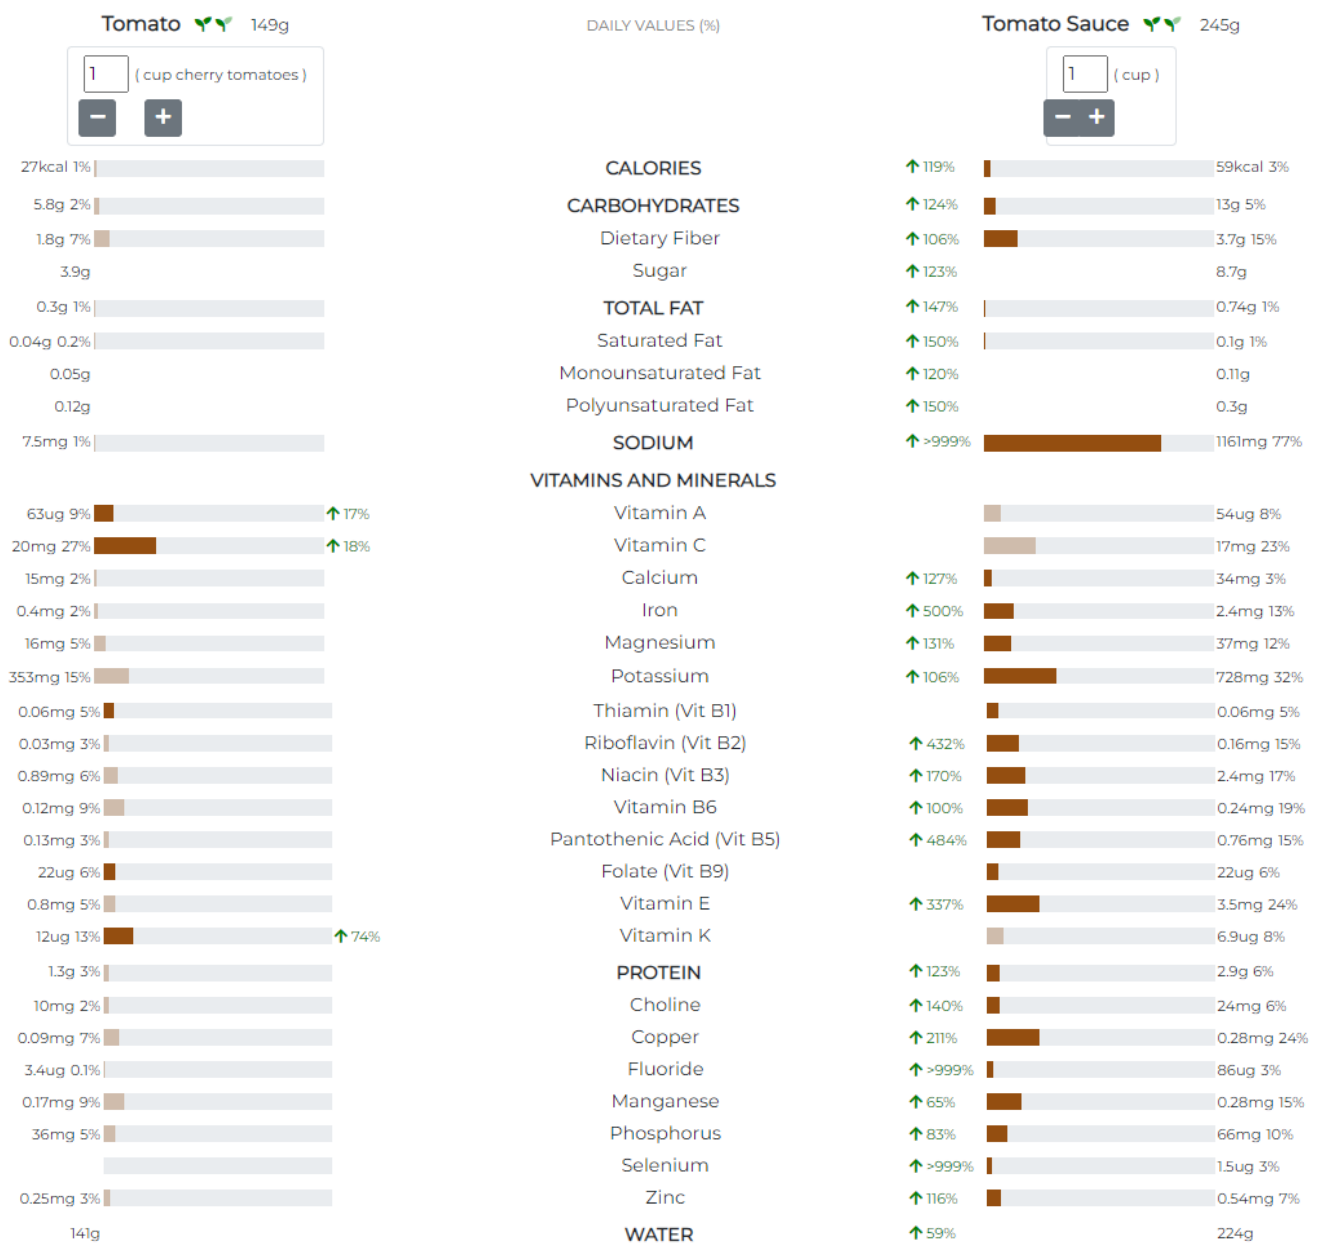 Tomato 149g DAILY VALUES (%) Tomato Sauce 245g
1 ( cup cherry tomatoes ) 1 ( cup )
− + − +
27kcal 1% CALORIES 119% 59kcal 3%
5.8g 2% CARBOHYDRATES 124% 13g 5%
1.8g 7% Dietary Fiber 106% 3.7g 15%
3.9g Sugar 123% 8.7g
0.3g 1% TOTAL FAT 147% 0.74g 1%
0.04g 0.2% Saturated Fat 150% 0.1g 1%
0.05g Monounsaturated Fat 120% 0.11g
0.12g Polyunsaturated Fat 150% 0.3g
7.5mg 1% SODIUM >999% 1161mg 77%
VITAMINS AND MINERALS
63ug 9% 17% Vitamin A 54ug 8%
20mg 27% 18% Vitamin C 17mg 23%
15mg 2% Calcium 127% 34mg 3%
0.4mg 2% Iron 500% 2.4mg 13%
16mg 5% Magnesium 131% 37mg 12%
353mg 15% Potassium 106% 728mg 32%
0.06mg 5% Thiamin (Vit B1) 0.06mg 5%
0.03mg 3% Riboflavin (Vit B2) 432% 0.16mg 15%
0.89mg 6% Niacin (Vit B3) 170% 2.4mg 17%
0.12mg 9% Vitamin B6 100% 0.24mg 19%
0.13mg 3% Pantothenic Acid (Vit B5) 484% 0.76mg 15%
22ug 6% Folate (Vit B9) 22ug 6%
0.8mg 5% Vitamin E 337% 3.5mg 24%
12ug 13% 74% Vitamin K 6.9ug 8%
1.3g 3% PROTEIN 123% 2.9g 6%
10mg 2% Choline 140% 24mg 6%
0.09mg 7% Copper 211% 0.28mg 24%
3.4ug 0.1% Fluoride >999% 86ug 3%
0.17mg 9% Manganese 65% 0.28mg 15%
36mg 5% Phosphorus 83% 66mg 10%
Selenium >999% 1.5ug 3%
0.25mg 3% Zinc 116% 0.54mg 7%
141g WATER 59% 224g